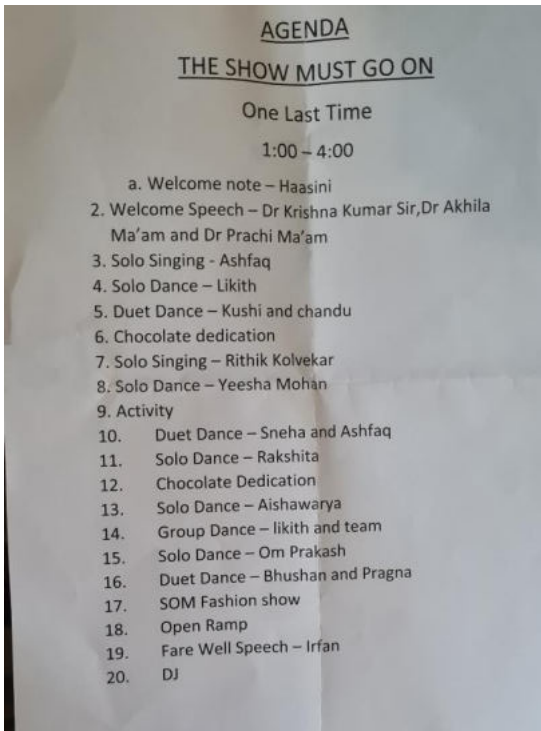 AGENDA
THE SHOW MUST GO ON
One Last Time
1:00 – 4:00
a. Welcome note – Haasini
2. Welcome Speech – Dr Krishna Kumar Sir,Dr Akhila
Ma'am and Dr Prachi Ma'am
3. Solo Singing - Ashfaq
4. Solo Dance – Likith
5. Duet Dance – Kushi and chandu
6. Chocolate dedication
7. Solo Singing – Rithik Kolvekar
8. Solo Dance – Yeesha Mohan
9. Activity
10. Duet Dance – Sneha and Ashfaq
11. Solo Dance – Rakshita
12. Chocolate Dedication
13. Solo Dance – Aishawarya
14. Group Dance – likith and team
15. Solo Dance – Om Prakash
16. Duet Dance – Bhushan and Pragna
17. SOM Fashion show
18. Open Ramp
19. Fare Well Speech – Irfan
20. DJ